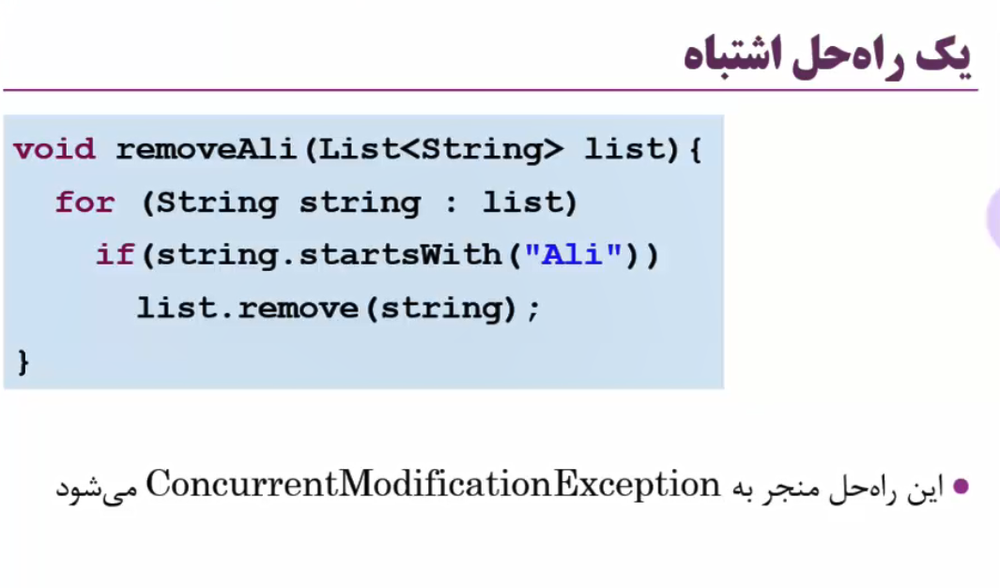 یک راه‌حل اشتباه
void removeAli(List<String> list){
for (String string : list)
if(string.startsWith("Ali"))
list.remove(string);
}
• این راه‌حل منجر به ConcurrentModificationException می‌شود